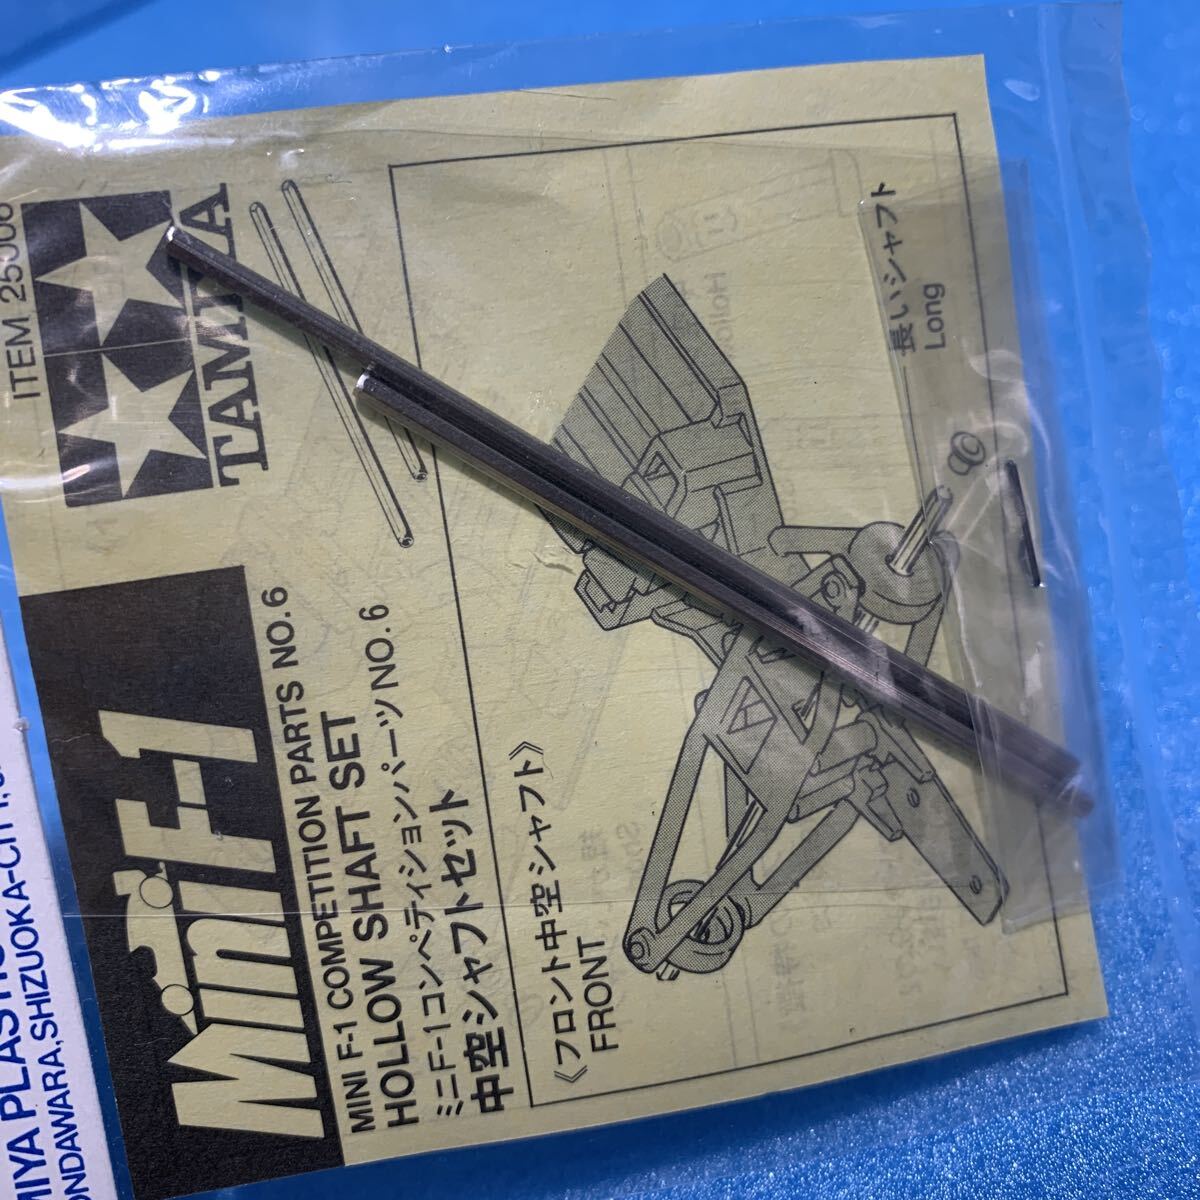 ITEM 25006
TAMIYA
Mini F-1
MINI F-1 COMPETITION PARTS NO.6
HOLLOW SHAFT SET
ミニF-1コンペティションパーツNO.6
中空シャフトセット
《フロント中空シャフト》
FRONT
長いシャフト
Long
MIYA PLASTIC
ONDAWARA,SHIZUOKA-CITY,